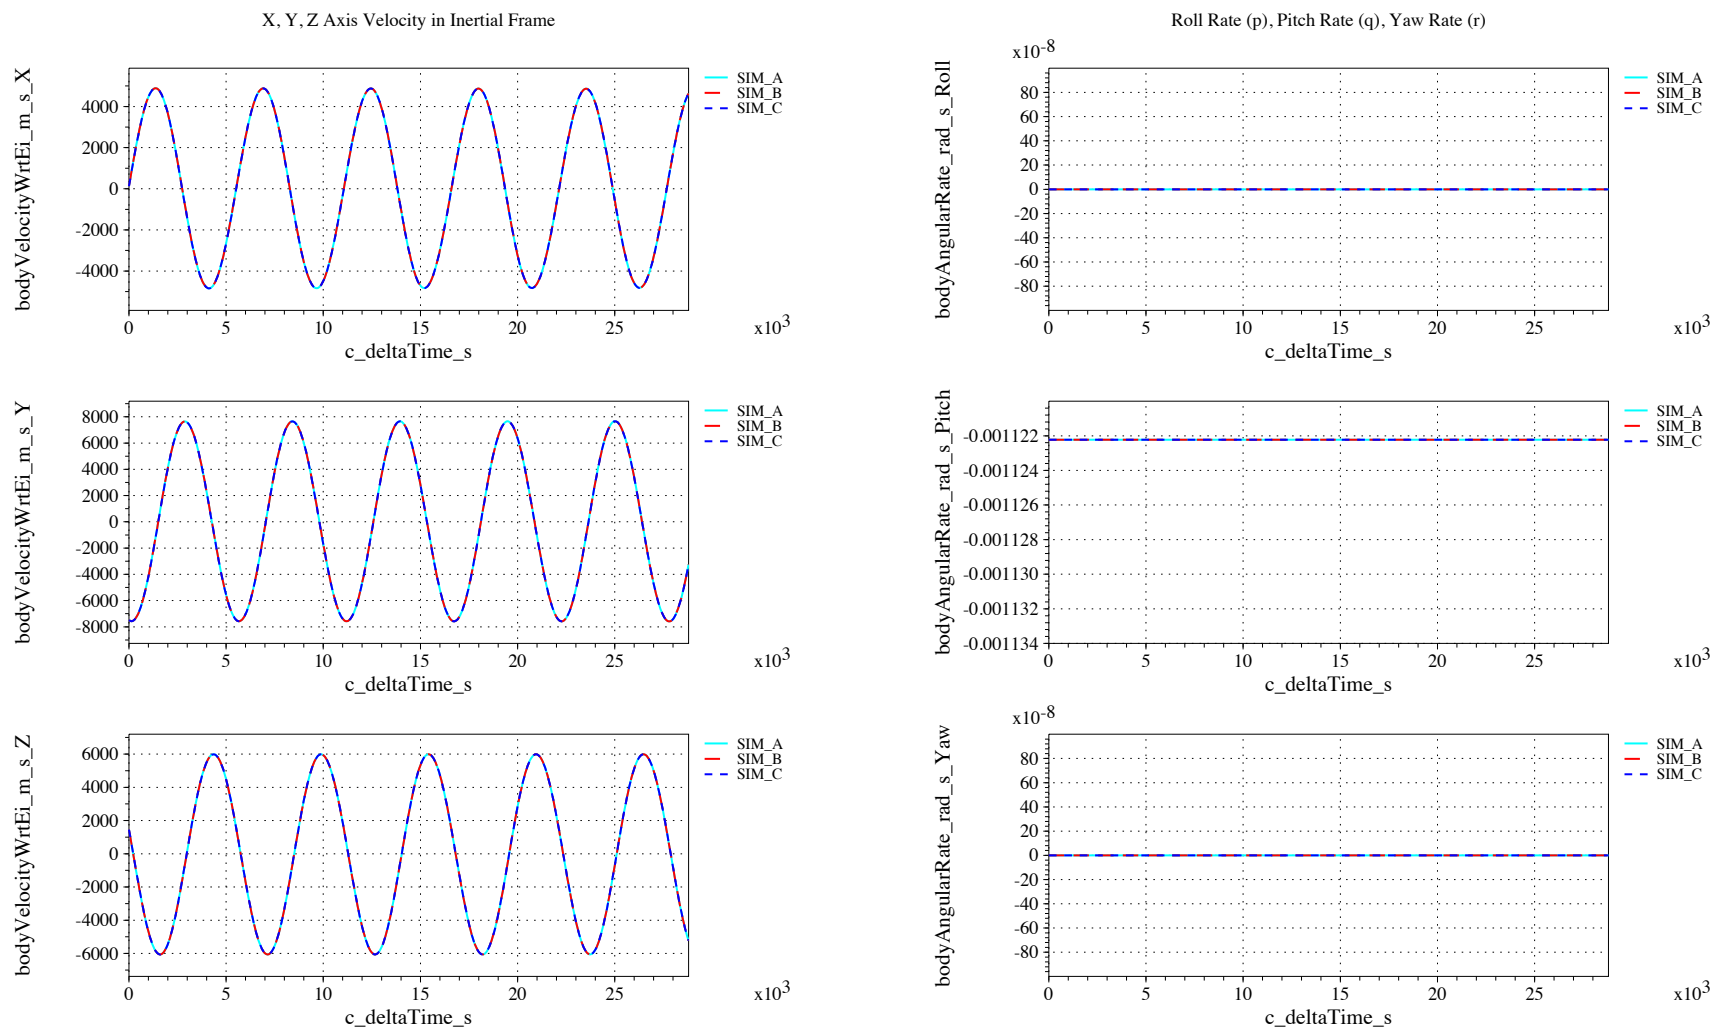 X, Y, Z Axis Velocity in Inertial Frame
bodyVelocityWrtEi_m_s_X
4000
2000
0
-2000
-4000
0 5 10 15 20 25
x103
c_deltaTime_s
SIM_A
SIM_B
SIM_C
bodyVelocityWrtEi_m_s_Y
8000
6000
4000
2000
0
-2000
-4000
-6000
-8000
0 5 10 15 20 25
x103
c_deltaTime_s
SIM_A
SIM_B
SIM_C
bodyVelocityWrtEi_m_s_Z
6000
4000
2000
0
-2000
-4000
-6000
0 5 10 15 20 25
x103
c_deltaTime_s
SIM_A
SIM_B
SIM_C
Roll Rate (p), Pitch Rate (q), Yaw Rate (r)
x10-8
bodyAngularRate_rad_s_Roll
80
60
40
20
0
-20
-40
-60
-80
0 5 10 15 20 25
x103
c_deltaTime_s
SIM_A
SIM_B
SIM_C
bodyAngularRate_rad_s_Pitch
-0.001122
-0.001124
-0.001126
-0.001128
-0.001130
-0.001132
-0.001134
0 5 10 15 20 25
x103
c_deltaTime_s
SIM_A
SIM_B
SIM_C
x10-8
bodyAngularRate_rad_s_Yaw
80
60
40
20
0
-20
-40
-60
-80
0 5 10 15 20 25
x103
c_deltaTime_s
SIM_A
SIM_B
SIM_C